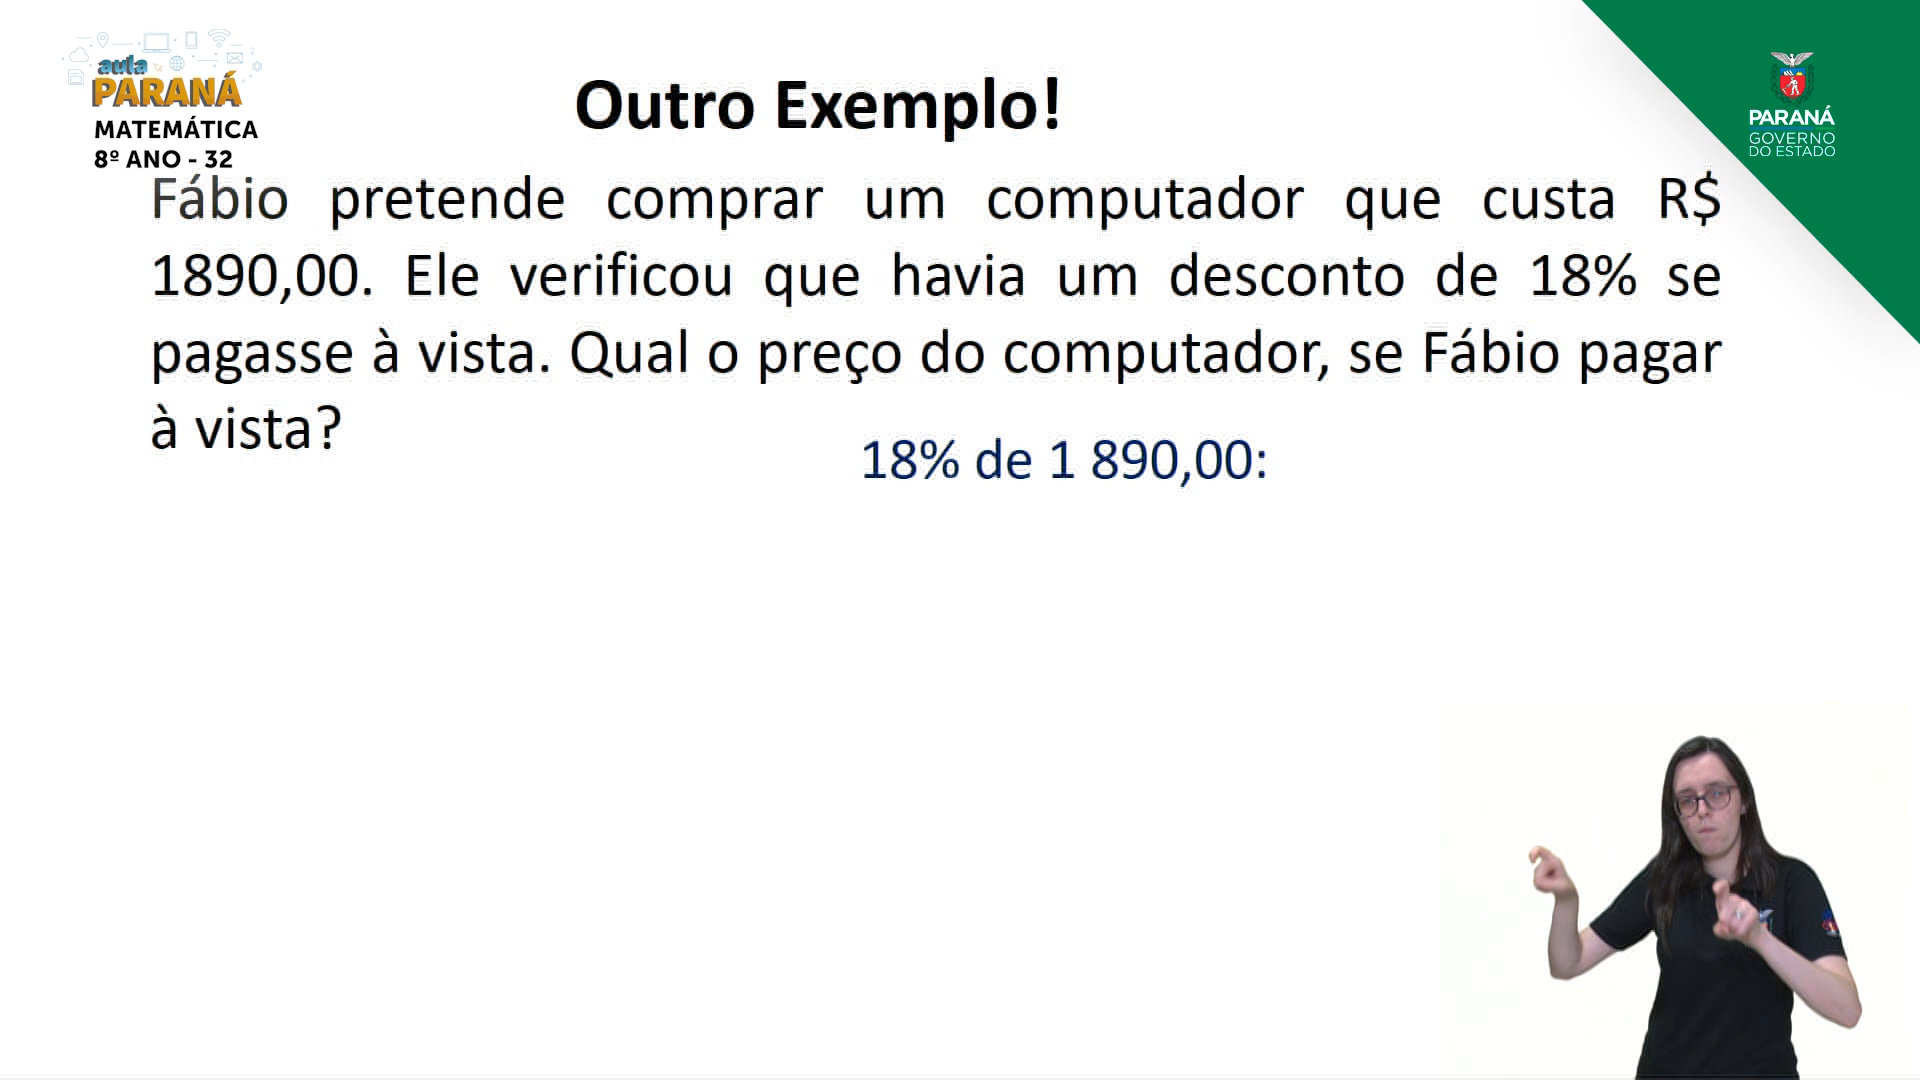 aula
PARANÁ
MATEMÁTICA
8º ANO - 32
Outro Exemplo!
PARANÁ
GOVERNO
DO ESTADO
Fábio pretende comprar um computador que custa R$
1890,00. Ele verificou que havia um desconto de 18% se
pagasse à vista. Qual o preço do computador, se Fábio pagar
à vista?
18% de 1 890,00: